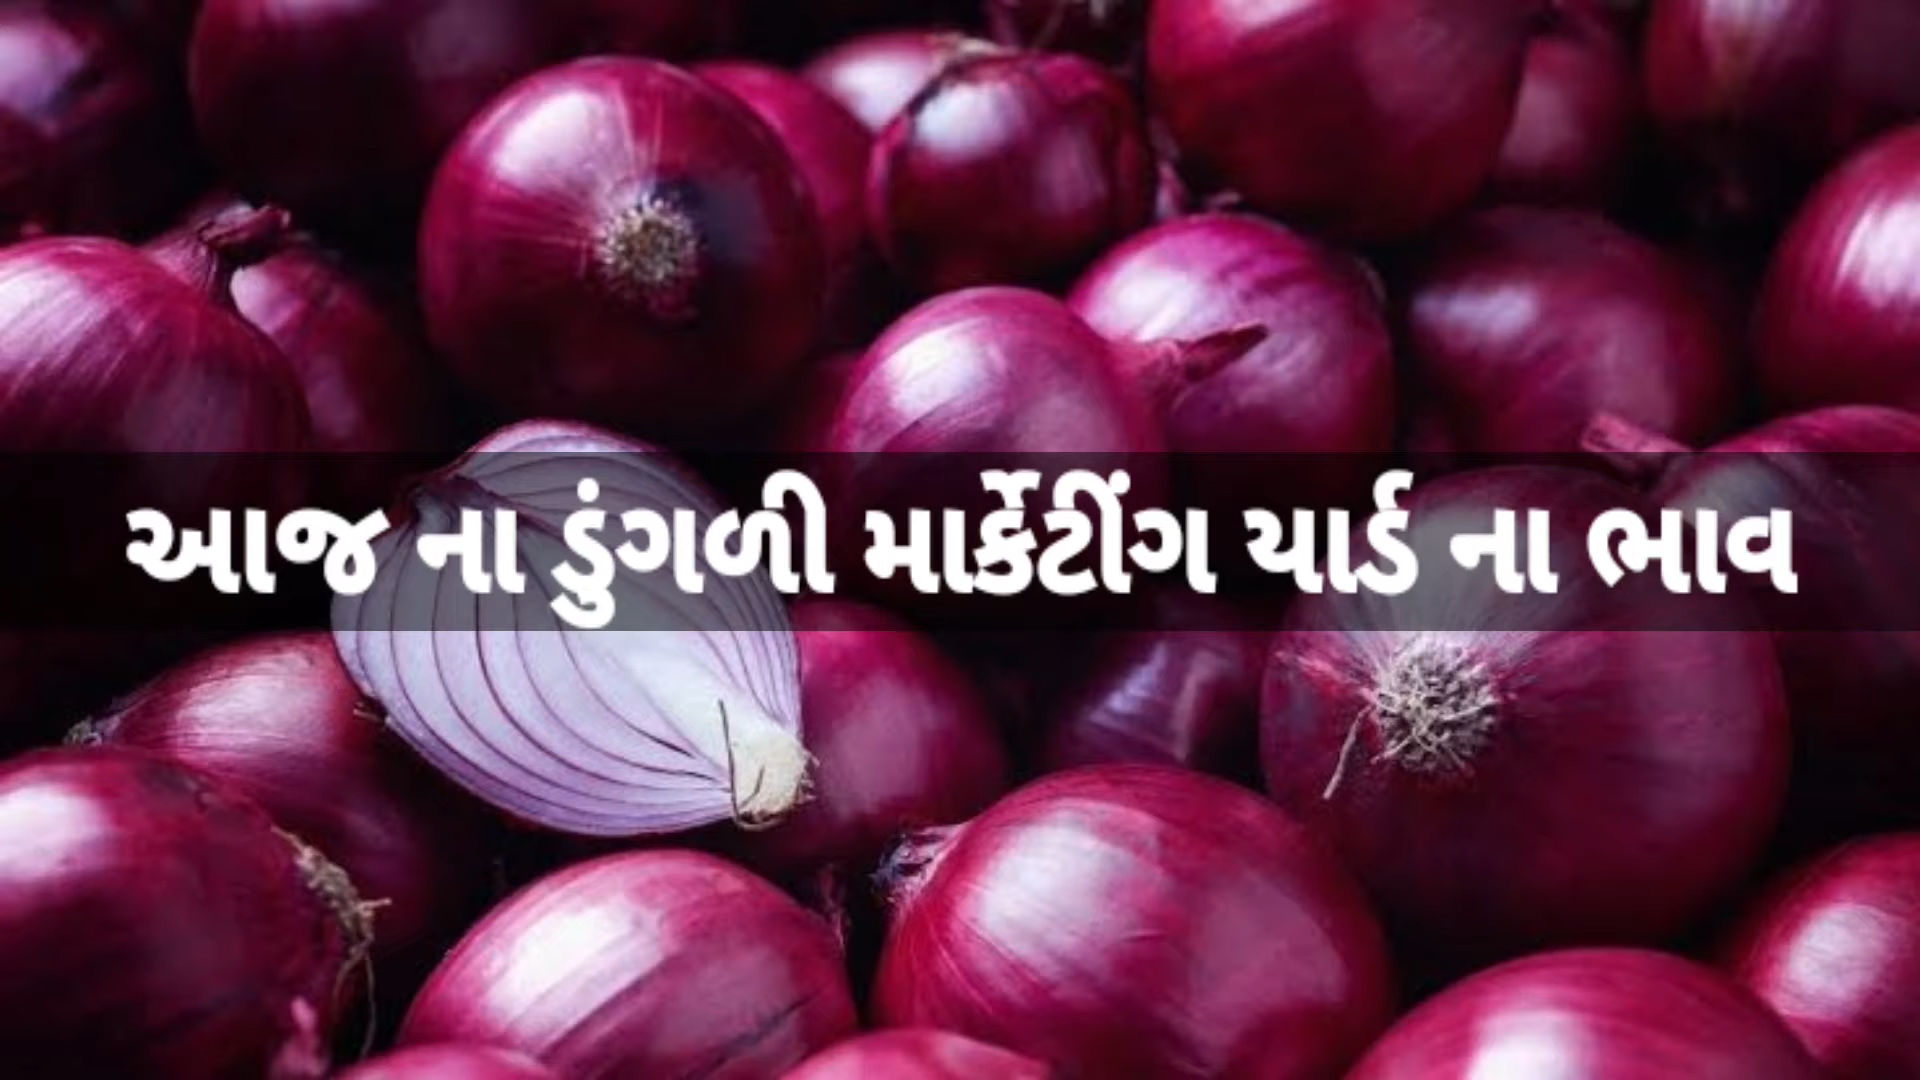 આજ ના ડુંગળી માર્કેટીંગ યાર્ડ ના ભાવ